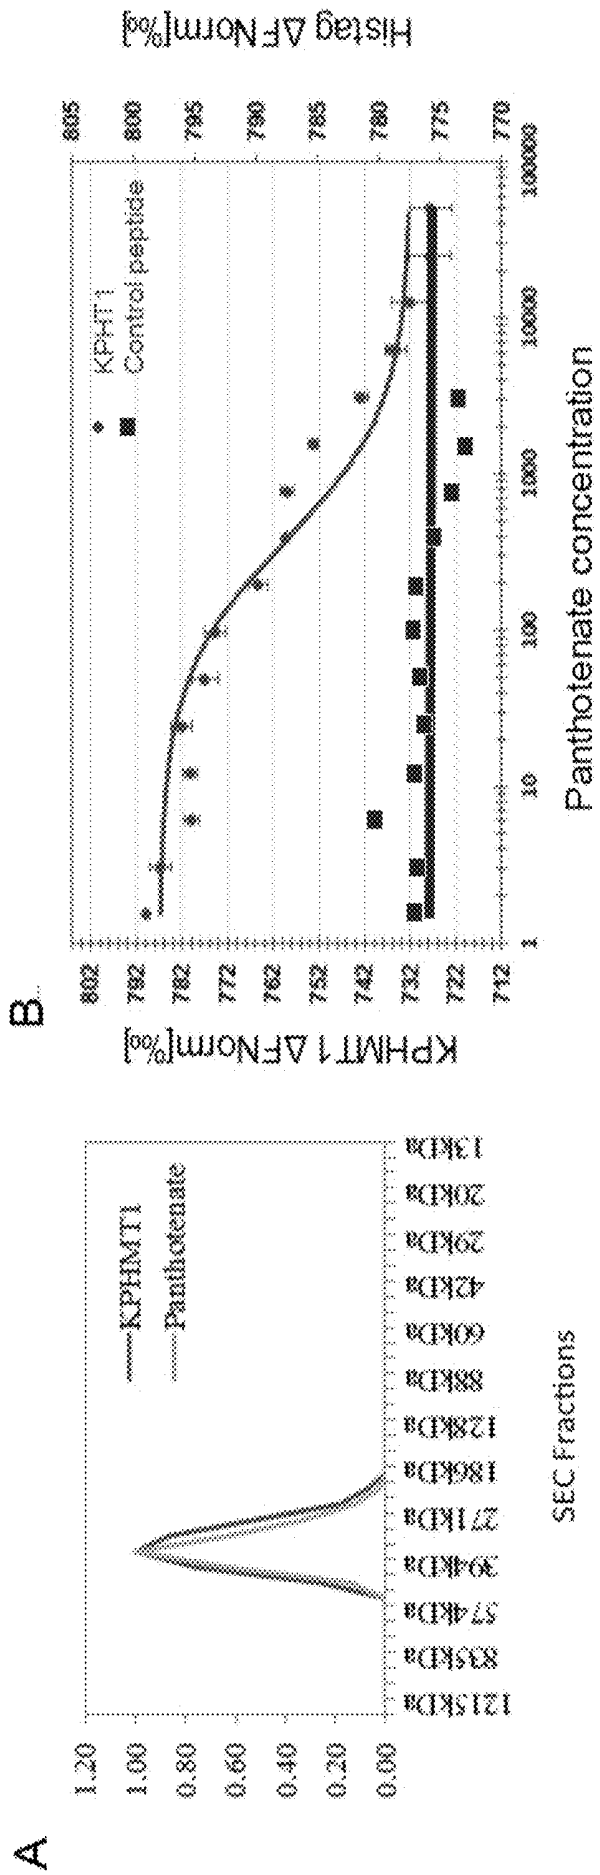 A
1.20
1.00
0.80
0.60
0.40
0.20
0.00
KPHMT1
Panthotenate
1215kDa
835kDa
574kDa
394kDa
271kDa
186kDa
128kDa
88kDa
60kDa
42kDa
29kDa
20kDa
13kDa
SEC Fractions
B
KPHMT1 ΔFNorm[‰]
802
792
782
772
762
752
742
732
722
712
KPHT1
Control peptide
805
800
795
790
785
780
775
770
Histag ΔFNorm[‰]
1
10
100
1000
10000
100000
Panthotenate concentration